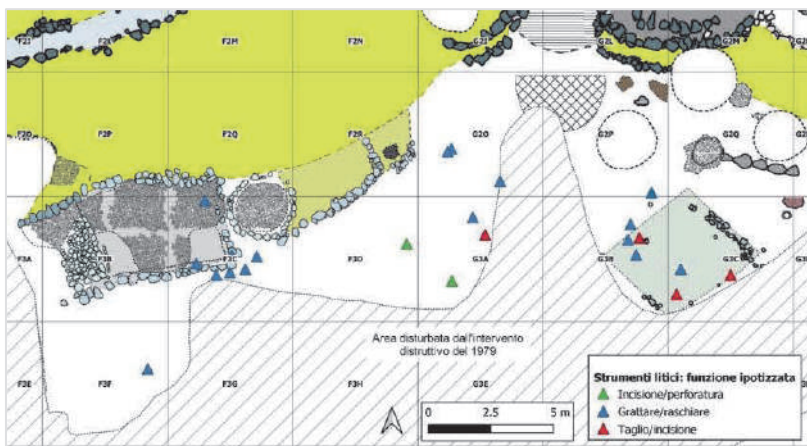 F2I F2L F2M F2N G2I G2L G2M
F2O F2P F2Q F2R G2O G2P G2Q
F3A F3B F3C F3D G3A G3B G3C
Area disturbata dall'intervento
distruttivo del 1979
F3E F3F F3G F3H G3E
Strumenti litici: funzione ipotizzata
Incisione/perforatura
Grattare/raschiare
Taglio/incisione
0 2.5 5 m